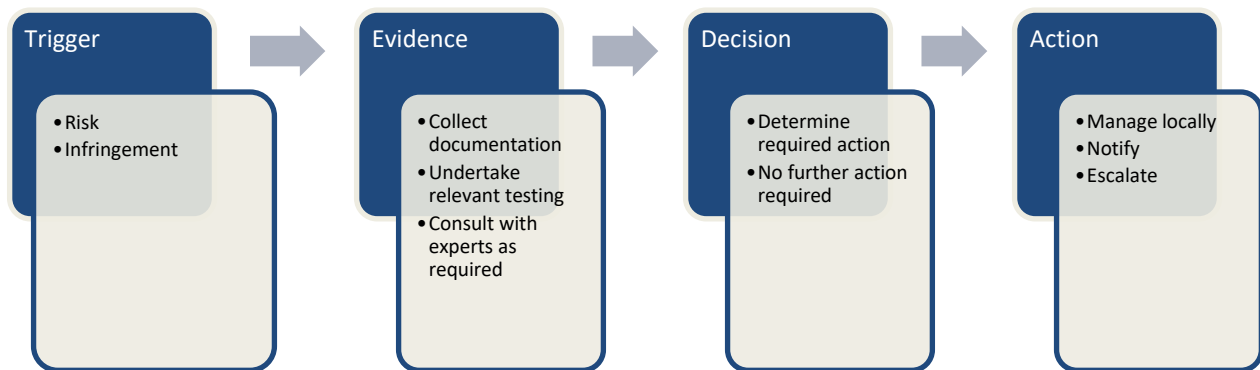 Trigger
• Risk
• Infringement
Evidence
• Collect
documentation
• Undertake
relevant testing
• Consult with
experts as
required
Decision
• Determine
required action
• No further action
required
Action
• Manage locally
• Notify
• Escalate